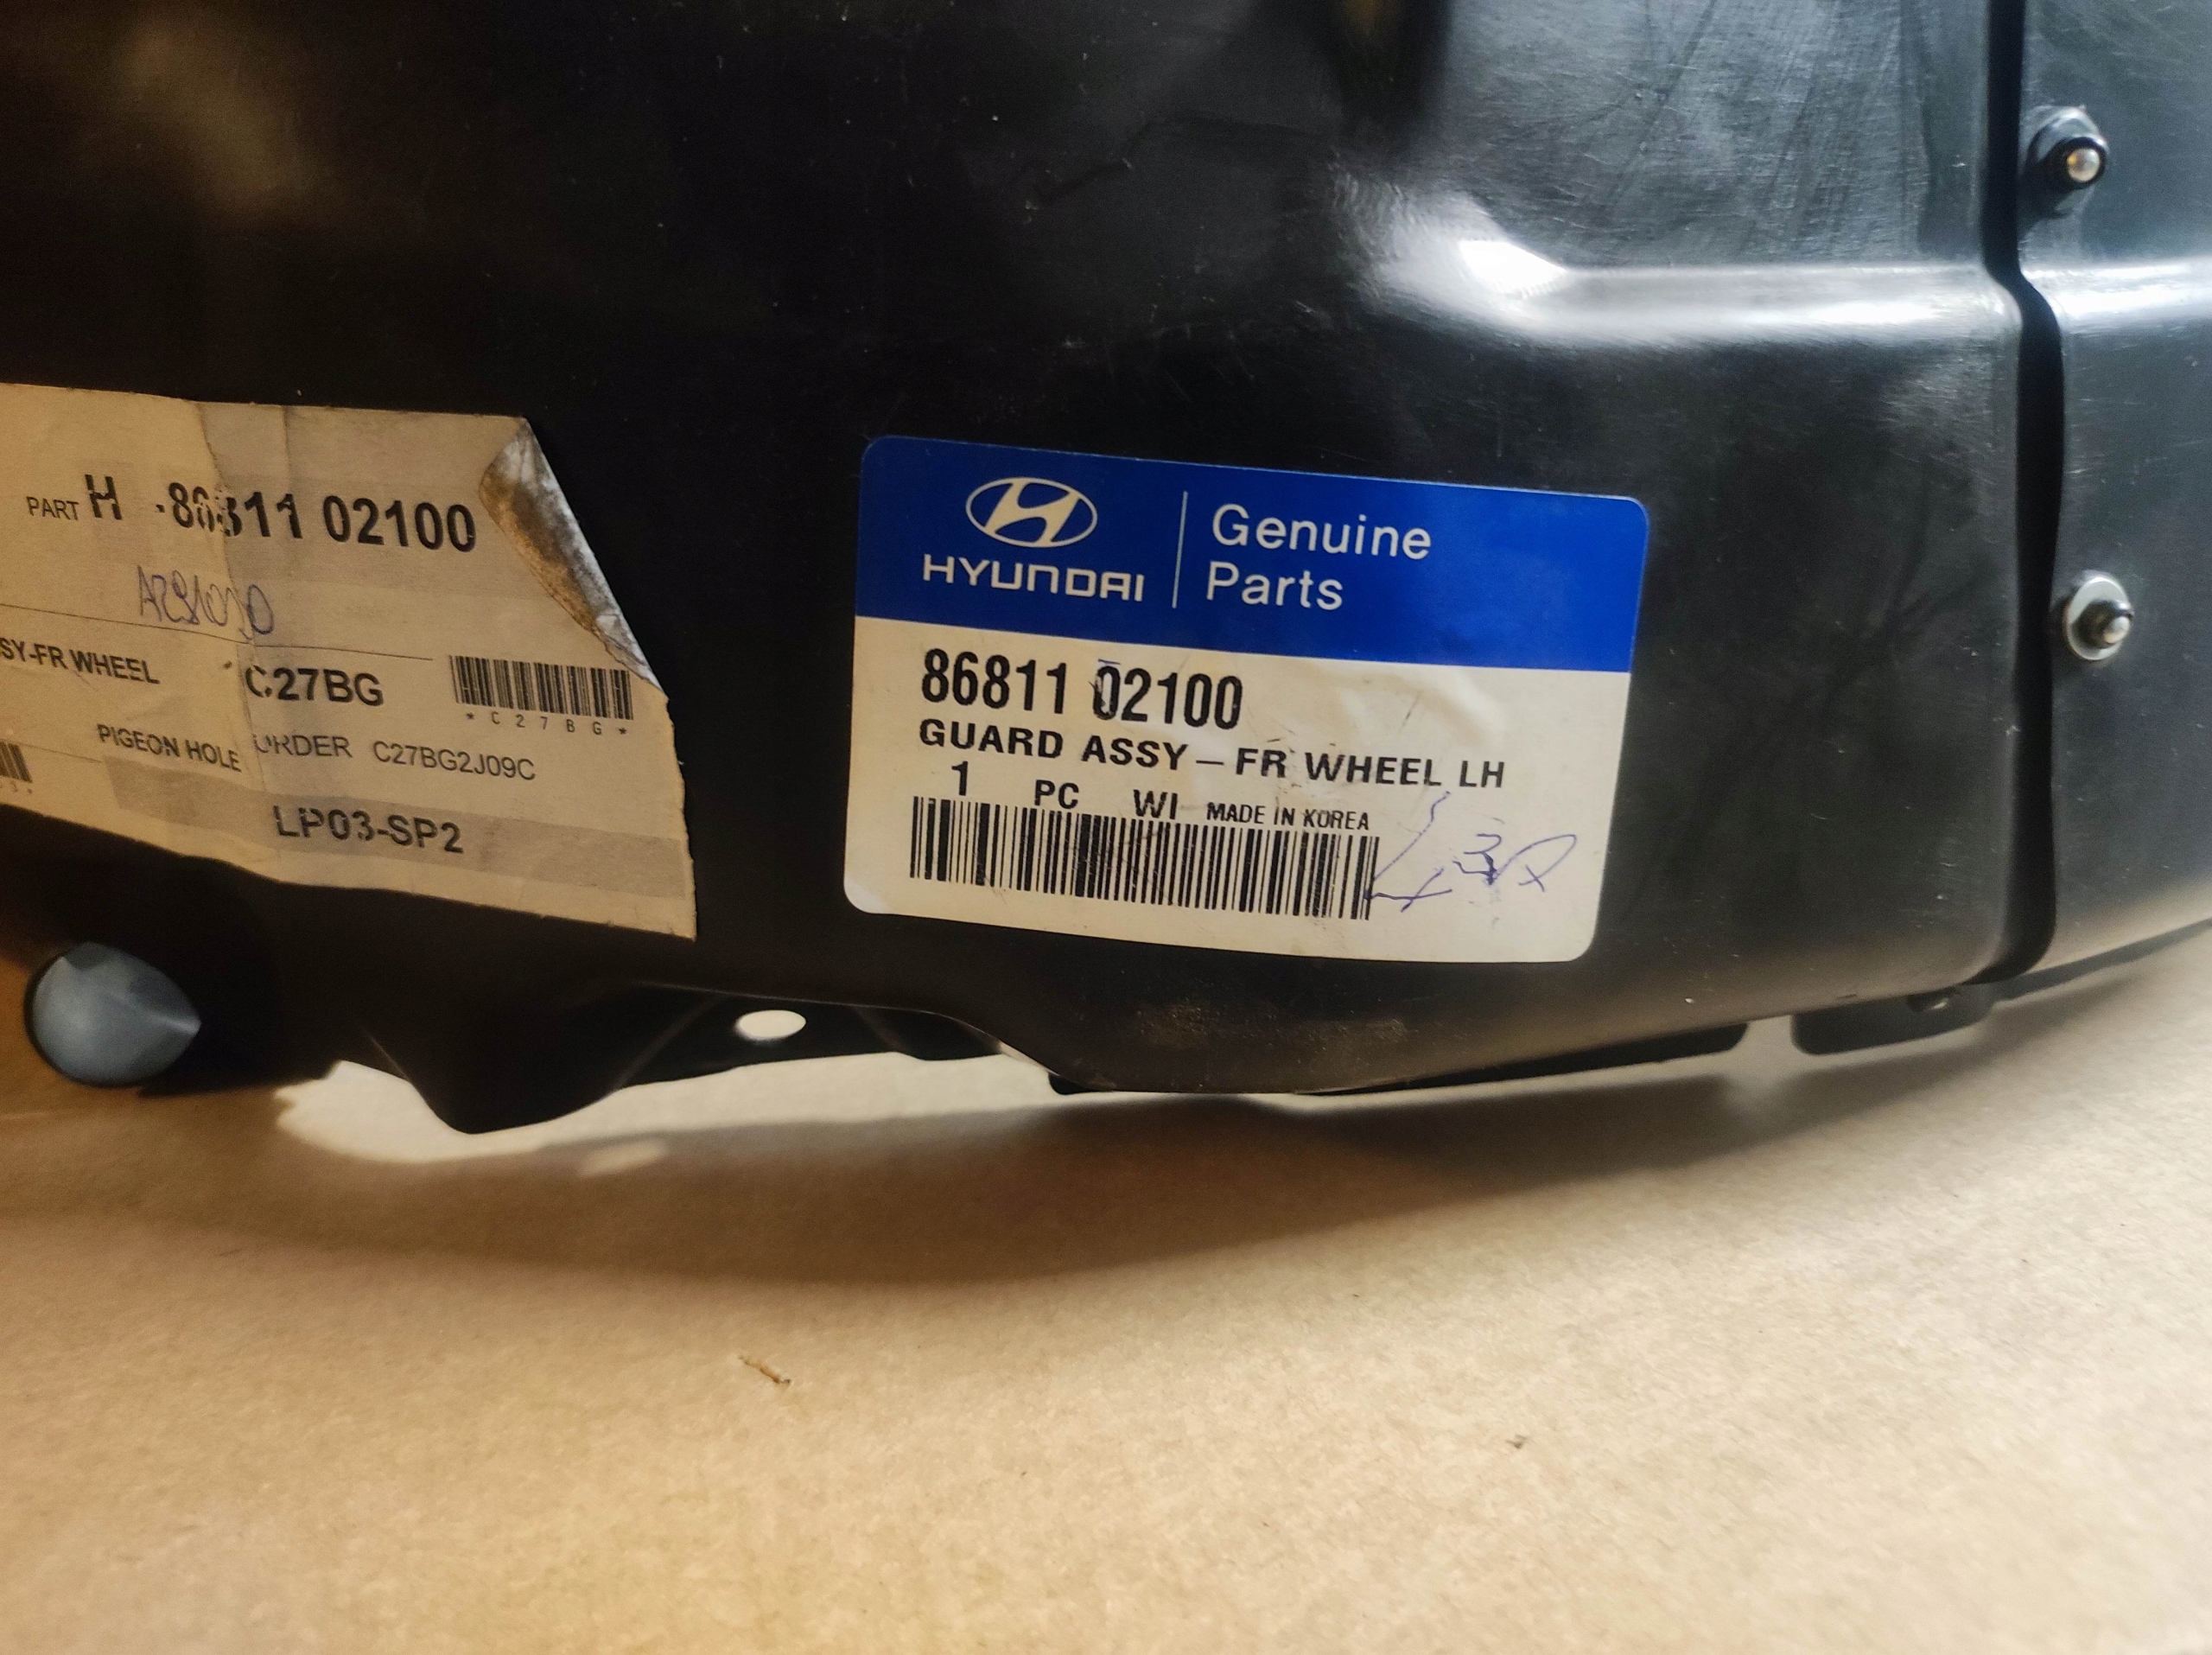 PART H -86811 02100
SY-FR WHEEL
C27BG
*C27BG*
PIGEON HOLE
ORDER C27BG2J09C
LP03-SP2
HYUNDAI
Genuine
Parts
86811 02100
GUARD ASSY-FR WHEEL LH
1 PC WI MADE IN KOREA